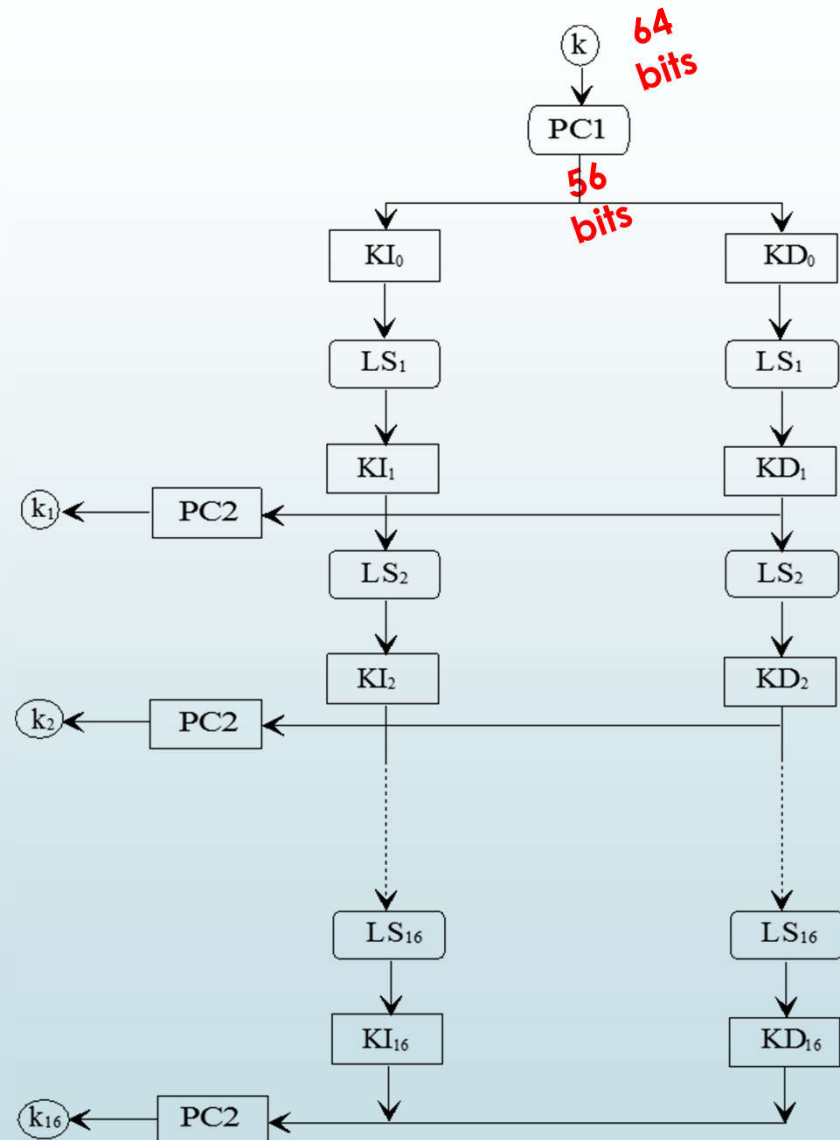 k
64
bits
PC1
56
bits
KI₀ KD₀
LS₁ LS₁
KI₁ KD₁
k₁ PC2
LS₂ LS₂
KI₂ KD₂
k₂ PC2
LS₁₆ LS₁₆
KI₁₆ KD₁₆
k₁₆ PC2